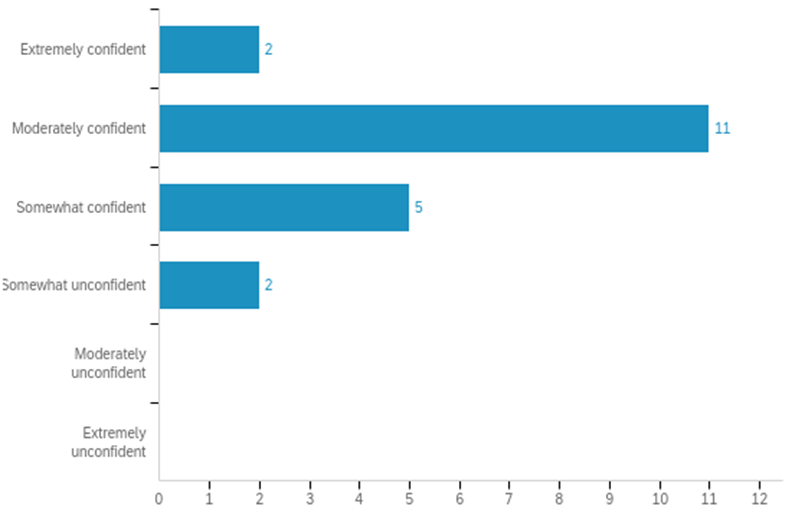 Extremely confident
2
Moderately confident
11
Somewhat confident
5
Somewhat unconfident
2
Moderately
unconfident
Extremely
unconfident
0 1 2 3 4 5 6 7 8 9 10 11 12